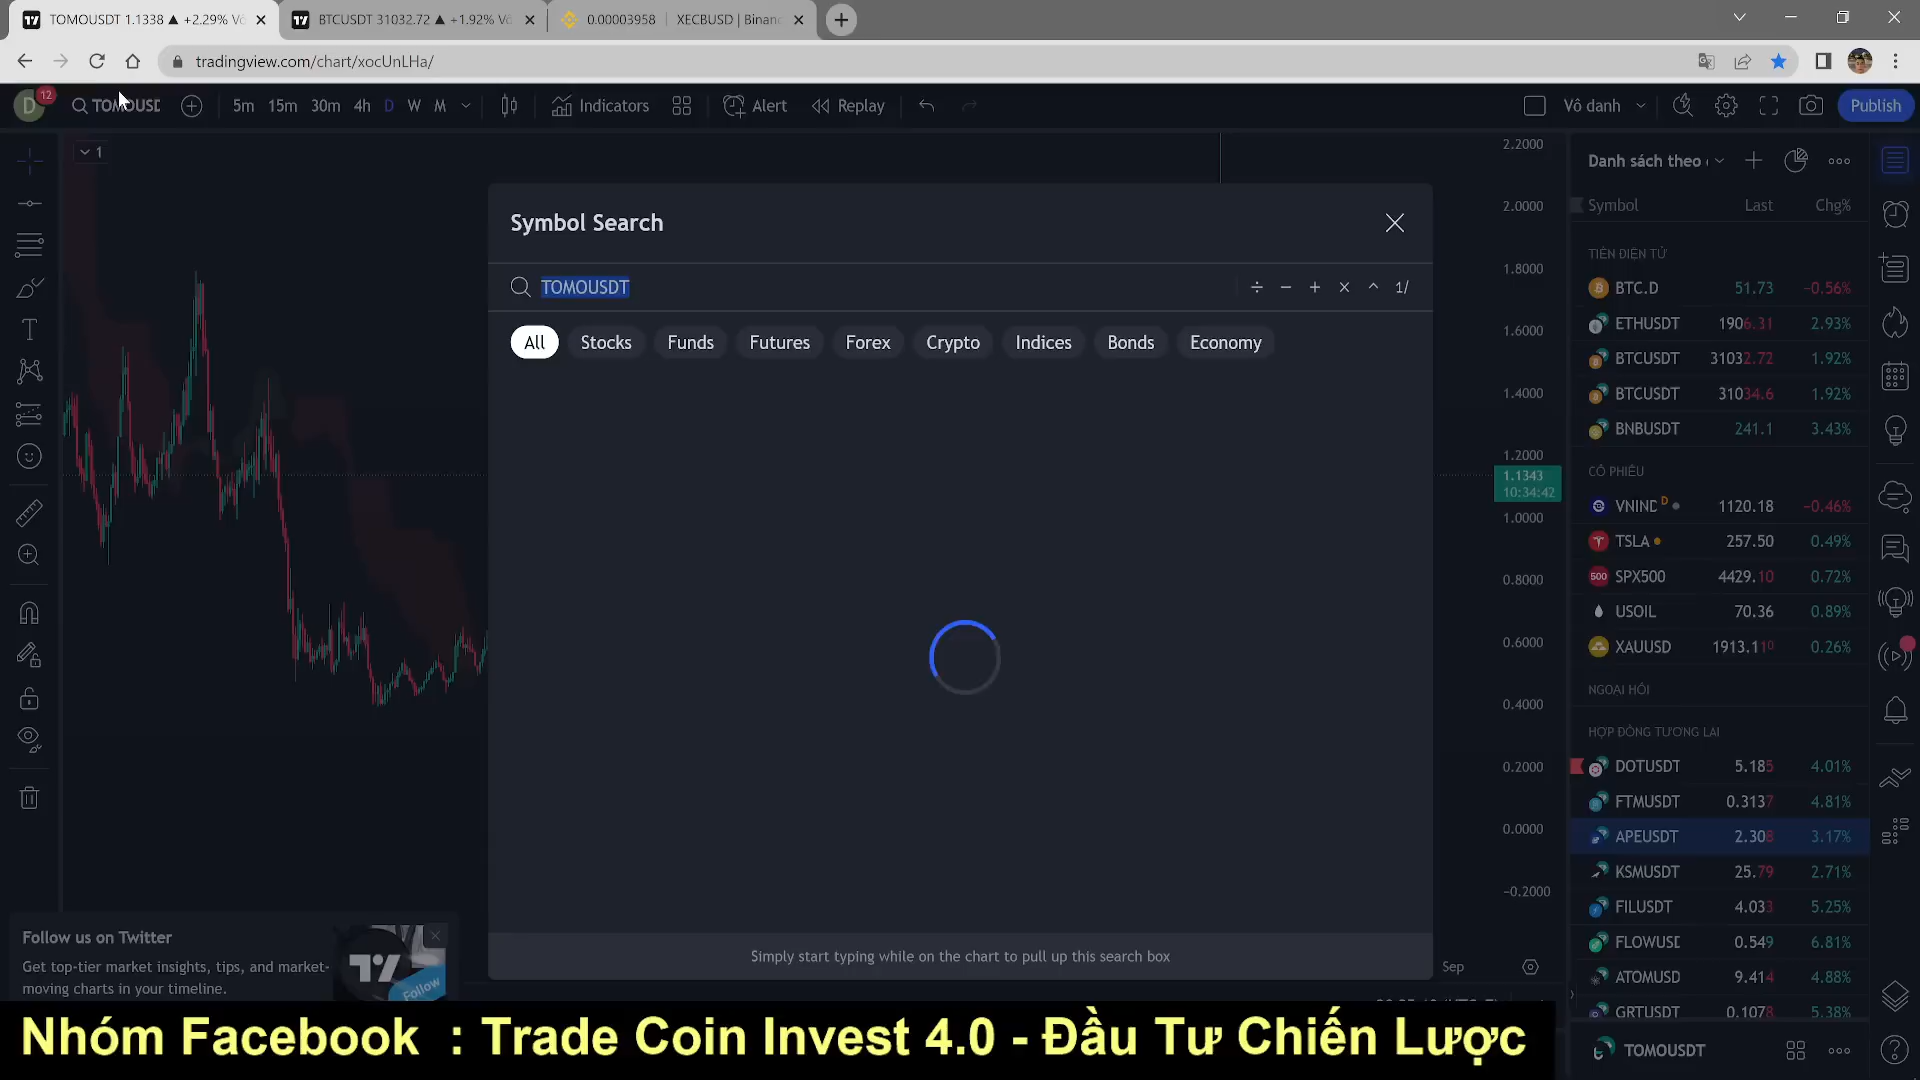 TOMOUSDT 1.1338 ▲ +2.29% Vô
BTCUSDT 31032.72 ▲ +1.92% Vô
0.00003958 | XECBUSD | Binanc
tradingview.com/chart/xocUnLHa/
D 12
TOMOUSD
5m 15m 30m 4h D W M
Indicators
Alert
Replay
Vô danh
Publish
1
Symbol Search
TOMOUSDT
÷ − + × ^ 1/
All Stocks Funds Futures Forex Crypto Indices Bonds Economy
Simply start typing while on the chart to pull up this search box
2.2000
2.0000
1.8000
1.6000
1.4000
1.2000
1.1343
10:34:42
1.0000
0.8000
0.6000
0.4000
0.2000
0.0000
−0.2000
Sep
Danh sách theo
Symbol Last Chg%
TIỀN ĐIỆN TỬ
BTC.D 51.73 −0.56%
ETHUSDT 1906.31 2.93%
BTCUSDT 31032.72 1.92%
BTCUSDT 31034.6 1.92%
BNBUSDT 241.1 3.43%
CỔ PHIẾU
VNIND D 1120.18 −0.46%
TSLA 257.50 0.49%
500 SPX500 4429.10 0.72%
USOIL 70.36 0.89%
XAUUSD 1913.110 0.26%
NGOẠI HỐI
HỢP ĐỒNG TƯƠNG LAI
DOTUSDT 5.185 4.01%
FTMUSDT 0.3137 4.81%
APEUSDT 2.308 3.17%
KSMUSDT 25.79 2.71%
FILUSDT 4.033 5.25%
FLOWUSD 0.549 6.81%
ATOMUSD 9.414 4.88%
GRTUSDT 0.1078 5.38%
TOMOUSDT
Follow us on Twitter
Get top-tier market insights, tips, and market-
moving charts in your timeline.
Follow
Nhóm Facebook : Trade Coin Invest 4.0 - Đầu Tư Chiến Lược